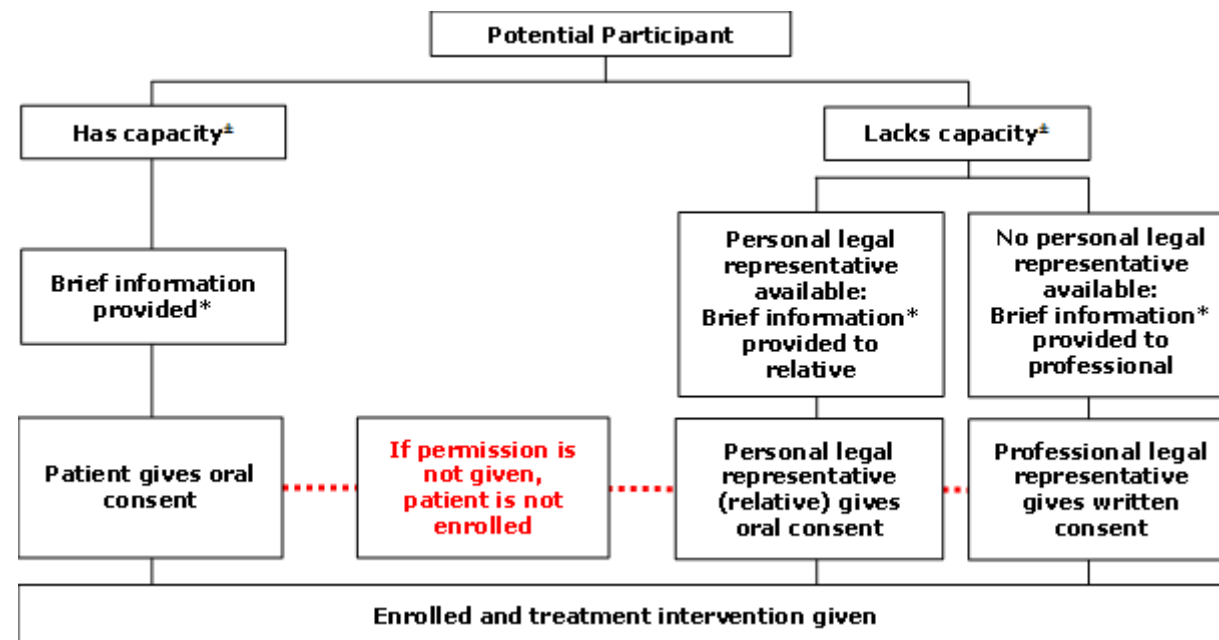 Potential Participant
Has capacity±
Lacks capacity±
Brief information
provided*
Personal legal
representative
available:
Brief information*
provided to
relative
No personal legal
representative
available:
Brief information*
provided to
professional
Patient gives oral
consent
If permission is
not given,
patient is not
enrolled
Personal legal
representative
(relative) gives
oral consent
Professional legal
representative
gives written
consent
Enrolled and treatment intervention given